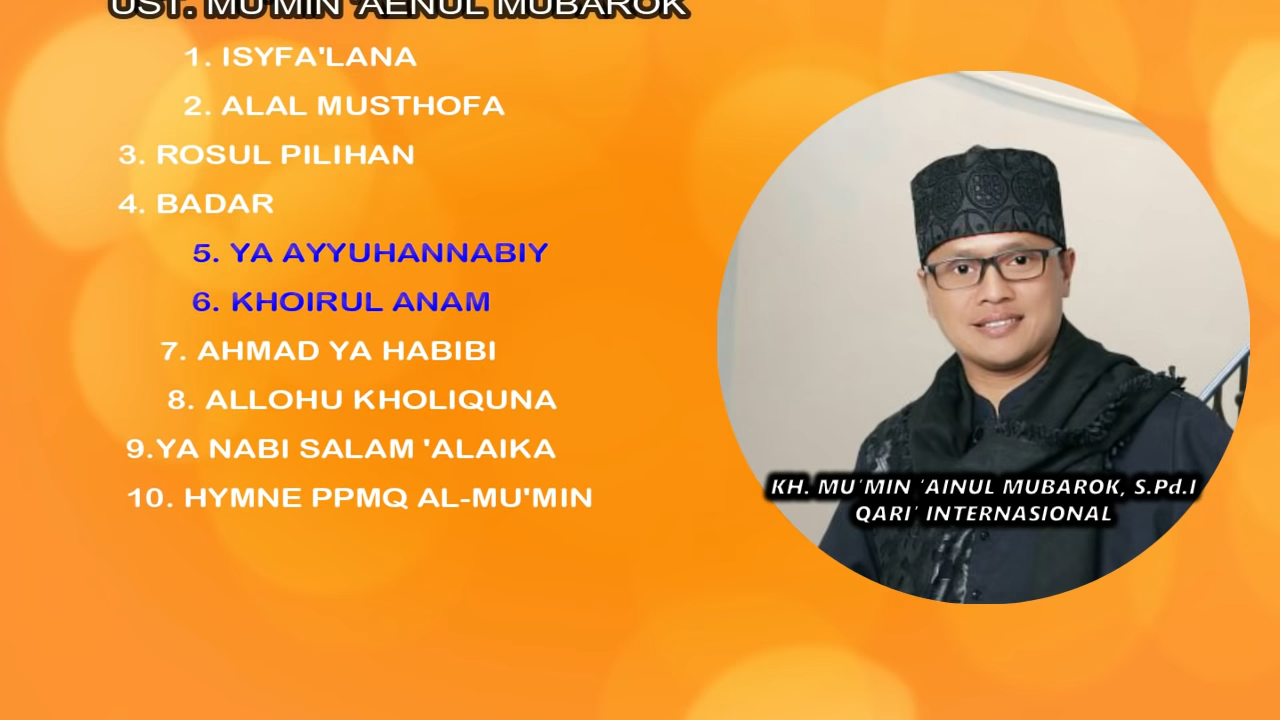 UST. MU'MIN 'AENUL MUBAROK
1. ISYFA'LANA
2. ALAL MUSTHOFA
3. ROSUL PILIHAN
4. BADAR
5. YA AYYUHANNABIY
6. KHOIRUL ANAM
7. AHMAD YA HABIBI
8. ALLOHU KHOLIQUNA
9.YA NABI SALAM 'ALAIKA
10. HYMNE PPMQ AL-MU'MIN
KH. MU'MIN 'AINUL MUBAROK, S.Pd.I
QARI' INTERNASIONAL